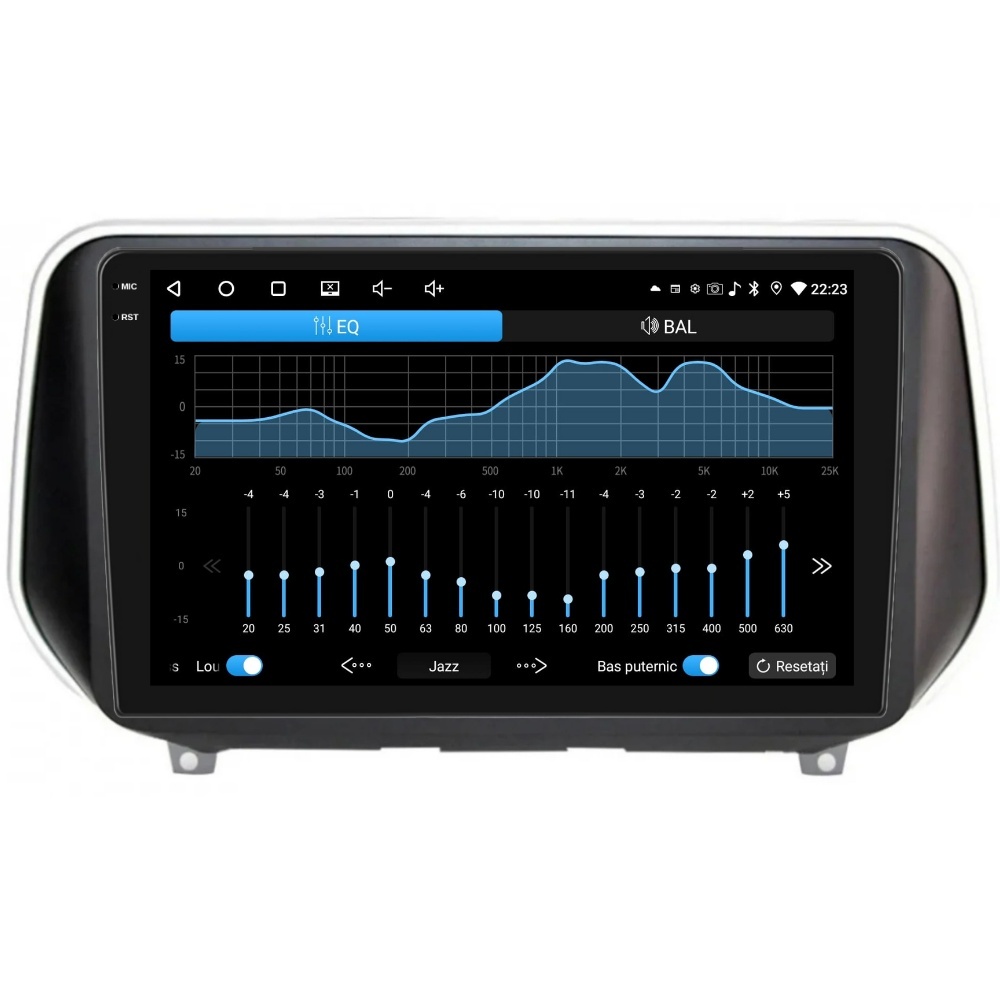 MIC
22:23
RST
EQ
BAL
15
0
-15
20 50 100 200 500 1K 2K 5K 10K 25K
-4 -4 -3 -1 0 -4 -6 -10 -10 -11 -4 -3 -2 -2 +2 +5
15
0
-15
20 25 31 40 50 63 80 100 125 160 200 250 315 400 500 630
s Lou Jazz Bas puternic Resetați